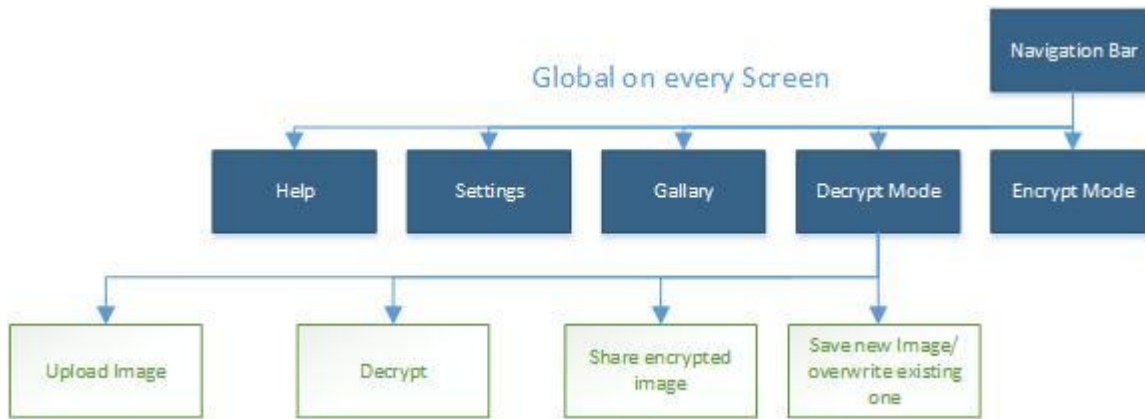 Navigation Bar
Global on every Screen
Help
Settings
Gallary
Decrypt Mode
Encrypt Mode
Upload Image
Decrypt
Share encrypted
image
Save new Image/
overwrite existing
one